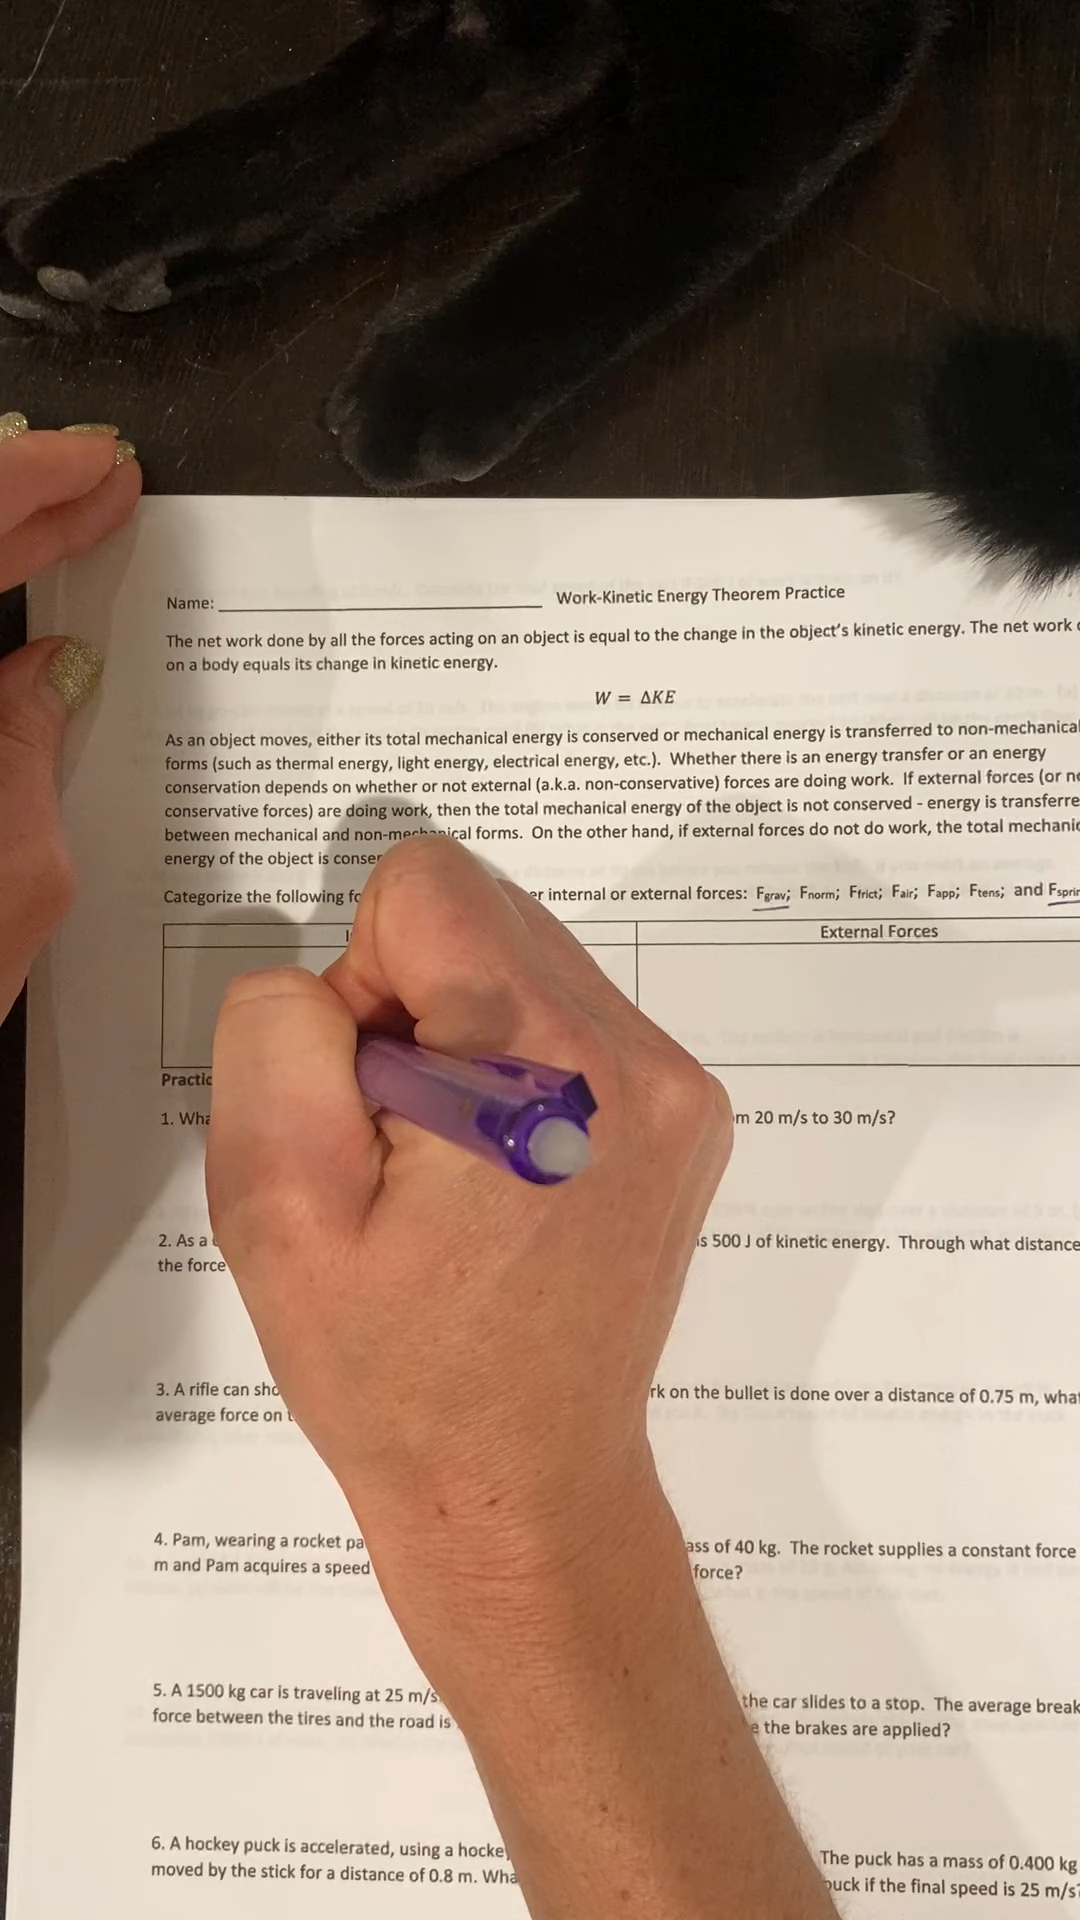 Name: Work-Kinetic Energy Theorem Practice
The net work done by all the forces acting on an object is equal to the change in the object's kinetic energy. The net work
on a body equals its change in kinetic energy.
W = ΔKE
As an object moves, either its total mechanical energy is conserved or mechanical energy is transferred to non-mechanical
forms (such as thermal energy, light energy, electrical energy, etc.). Whether there is an energy transfer or an energy
conservation depends on whether or not external (a.k.a. non-conservative) forces are doing work. If external forces (or
conservative forces) are doing work, then the total mechanical energy of the object is not conserved - energy is transferre
between mechanical and non-mechanical forms. On the other hand, if external forces do not do work, the total mechanic
energy of the object is conser
Categorize the following fo er internal or external forces: Fgrav; Fnorm; Ffrict; Fair; Fapp; Ftens; and Fsprin
External Forces
Practic
1. Wha m 20 m/s to 30 m/s?
2. As a is 500 J of kinetic energy. Through what distance
the force
3. A rifle can sho rk on the bullet is done over a distance of 0.75 m, what
average force on
4. Pam, wearing a rocket pa ass of 40 kg. The rocket supplies a constant force
m and Pam acquires a speed force?
5. A 1500 kg car is traveling at 25 m/s the car slides to a stop. The average break
force between the tires and the road is e the brakes are applied?
6. A hockey puck is accelerated, using a hocke The puck has a mass of 0.400 kg
moved by the stick for a distance of 0.8 m. Wha puck if the final speed is 25 m/s?